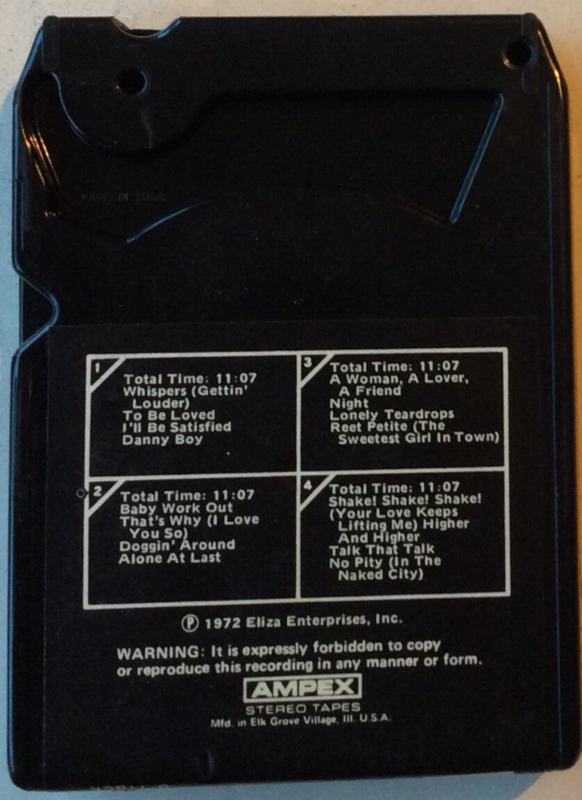 MADE IN U.S.A.
1
Total Time: 11:07
Whispers (Gettin'
Louder)
To Be Loved
I'll Be Satisfied
Danny Boy
2
Total Time: 11:07
Baby Work Out
That's Why (I Love
You So)
Doggin' Around
Alone At Last
3
Total Time: 11:07
A Woman, A Lover,
A Friend
Night
Lonely Teardrops
Reet Petite (The
Sweetest Girl In Town)
4
Total Time: 11:07
Shake! Shake! Shake!
(Your Love Keeps
Lifting Me) Higher
And Higher
Talk That Talk
No Pity (In The
Naked City)
Ⓟ 1972 Eliza Enterprises, Inc.
WARNING: It is expressly forbidden to copy
or reproduce this recording in any manner or form.
AMPEX
STEREO TAPES
Mfd. in Elk Grove Village, Ill. U.S.A.